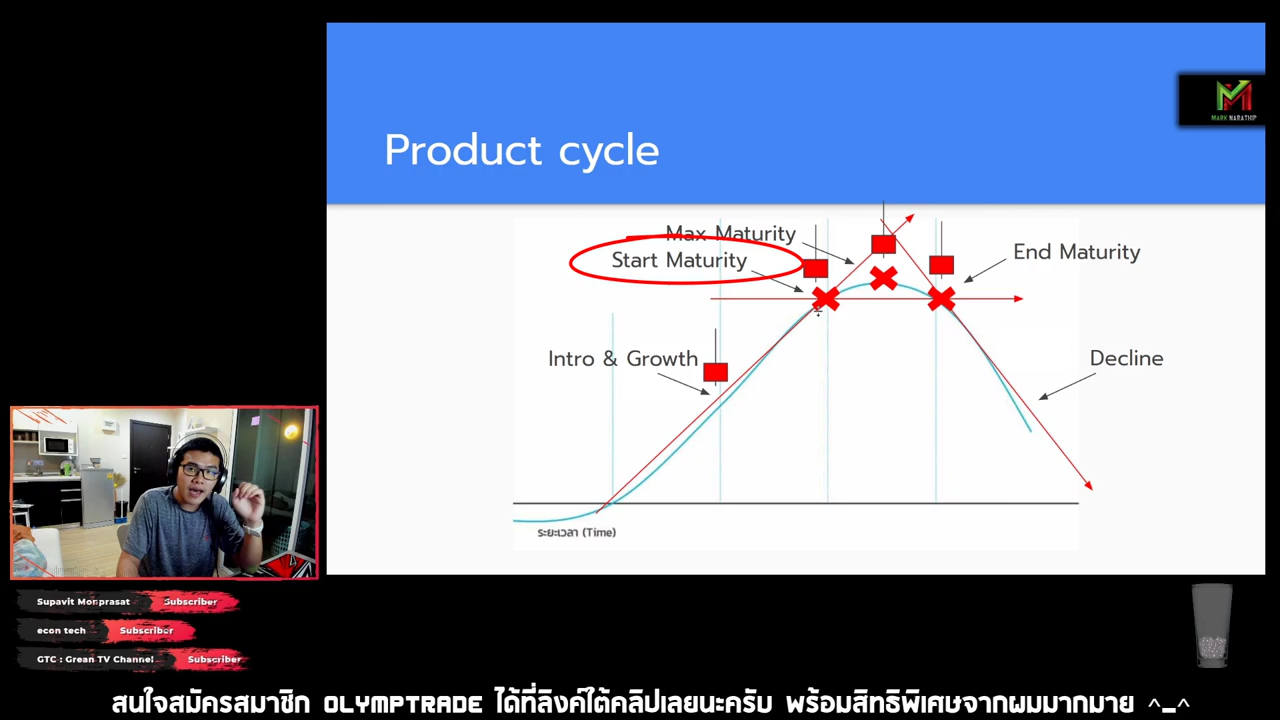 Product cycle
MARK NARATHIP
Max Maturity
Start Maturity
End Maturity
Intro & Growth
Decline
ระยะเวลา (Time)
Supavit Monprasat Subscriber
econ tech Subscriber
GTC : Grean TV Channel Subscriber
สนใจสมัครสมาชิก OLYMPTRADE ได้ที่ลิงค์ใต้คลิปเลยนะครับ พร้อมสิทธิพิเศษจากผมมากมาย ^_^